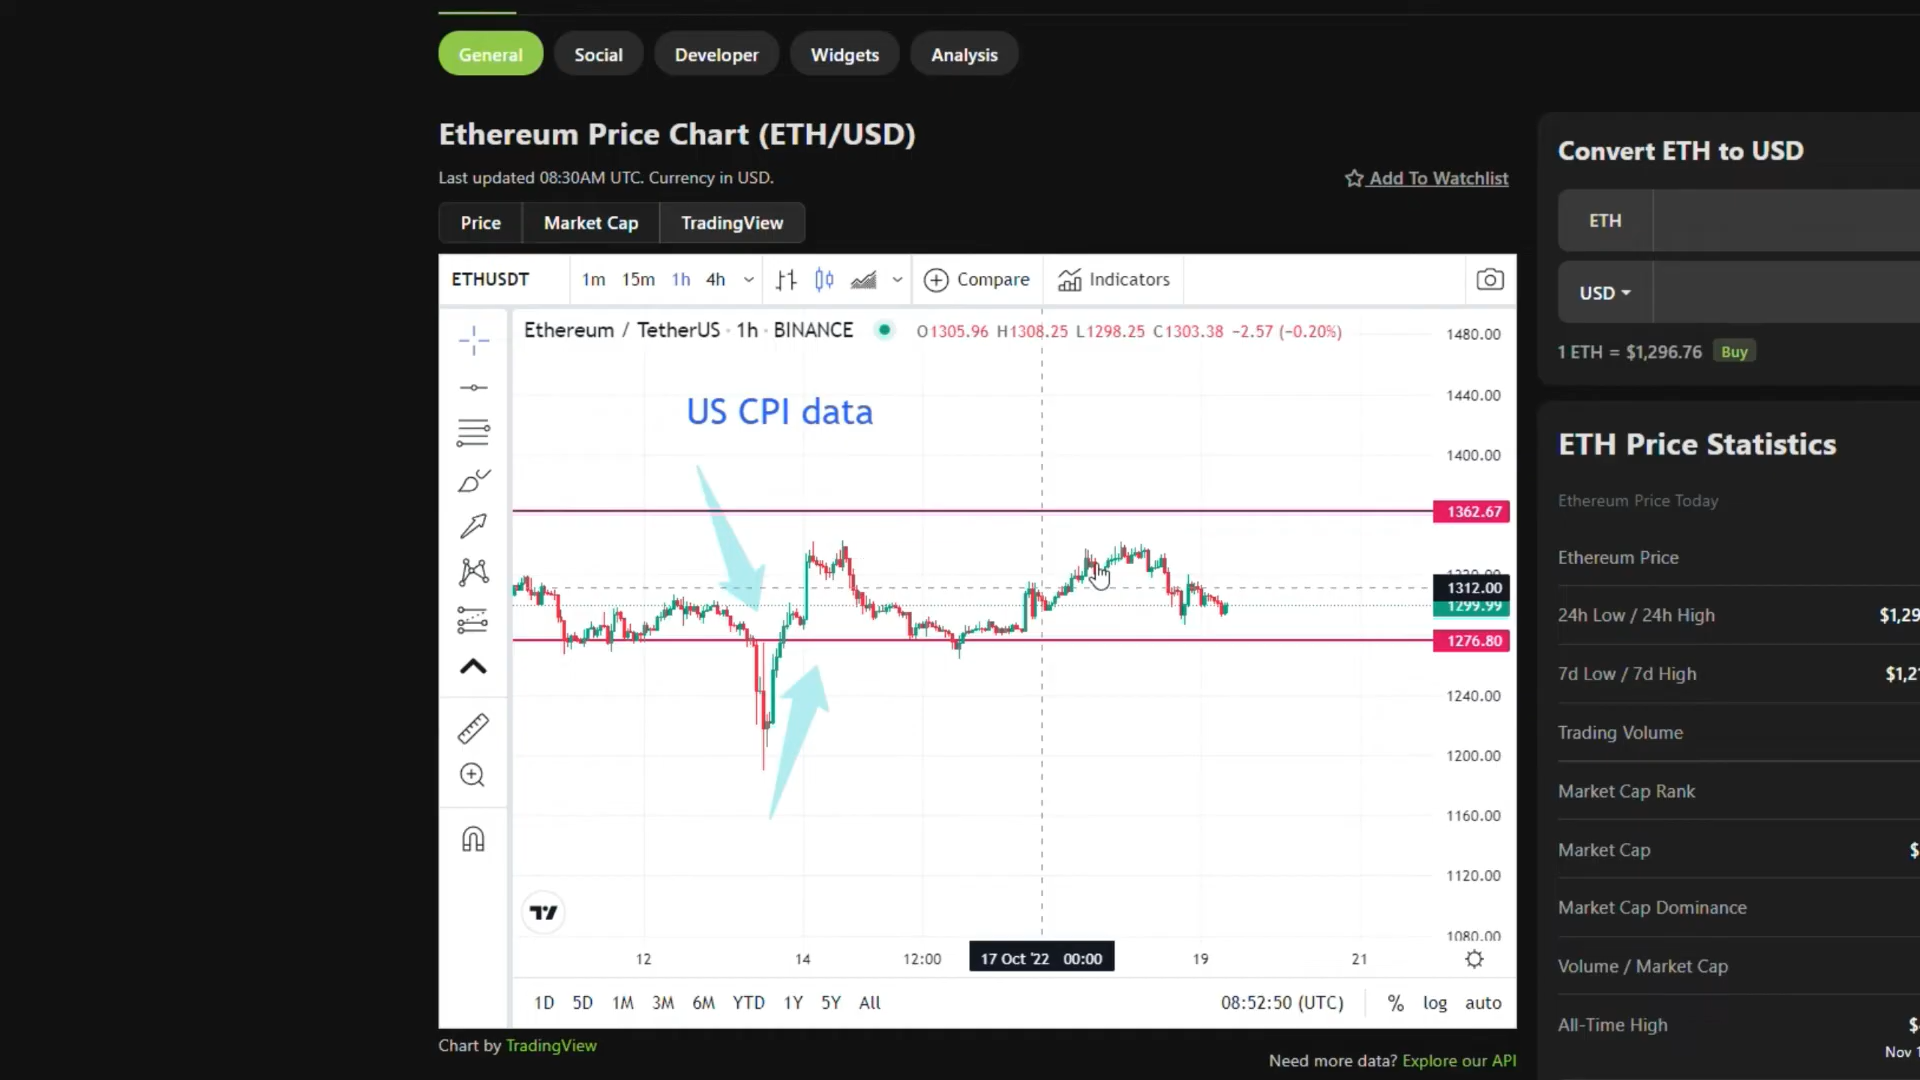 General Social Developer Widgets Analysis
Ethereum Price Chart (ETH/USD)
Last updated 08:30AM UTC. Currency in USD.
Add To Watchlist
Price Market Cap TradingView
ETHUSDT 1m 15m 1h 4h Compare Indicators
Ethereum / TetherUS · 1h · BINANCE O1305.96 H1308.25 L1298.25 C1303.38 −2.57 (−0.20%)
US CPI data
1480.00
1440.00
1400.00
1362.67
1312.00
1299.99
1276.80
1240.00
1200.00
1160.00
1120.00
1080.00
12 14 12:00 17 Oct '22 00:00 19 21
1D 5D 1M 3M 6M YTD 1Y 5Y All 08:52:50 (UTC) % log auto
Chart by TradingView
Need more data? Explore our API
Convert ETH to USD
ETH
USD
1 ETH = $1,296.76 Buy
ETH Price Statistics
Ethereum Price Today
Ethereum Price
24h Low / 24h High $1,29
7d Low / 7d High $1,21
Trading Volume
Market Cap Rank
Market Cap $
Market Cap Dominance
Volume / Market Cap
All-Time High $
Nov 1